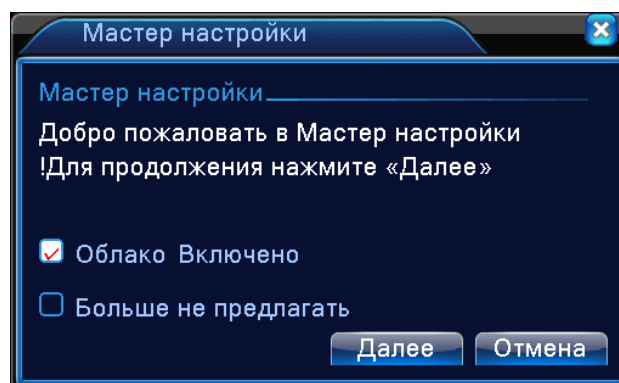 Мастер настройки
Мастер настройки
Добро пожаловать в Мастер настройки
!Для продолжения нажмите «Далее»
Облако Включено
Больше не предлагать
Далее Отмена